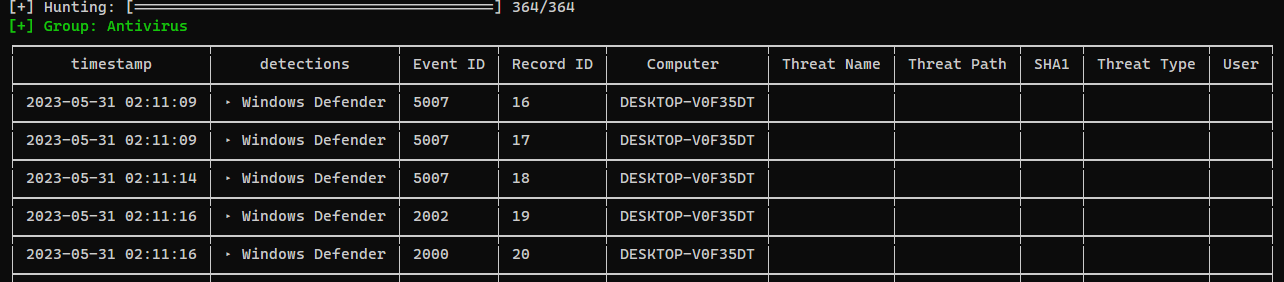 [+] Hunting: [════════════════════════════════════════] 364/364
[+] Group: Antivirus
timestamp detections Event ID Record ID Computer Threat Name Threat Path SHA1 Threat Type User
2023-05-31 02:11:09 ‣ Windows Defender 5007 16 DESKTOP-V0F35DT
2023-05-31 02:11:09 ‣ Windows Defender 5007 17 DESKTOP-V0F35DT
2023-05-31 02:11:14 ‣ Windows Defender 5007 18 DESKTOP-V0F35DT
2023-05-31 02:11:16 ‣ Windows Defender 2002 19 DESKTOP-V0F35DT
2023-05-31 02:11:16 ‣ Windows Defender 2000 20 DESKTOP-V0F35DT